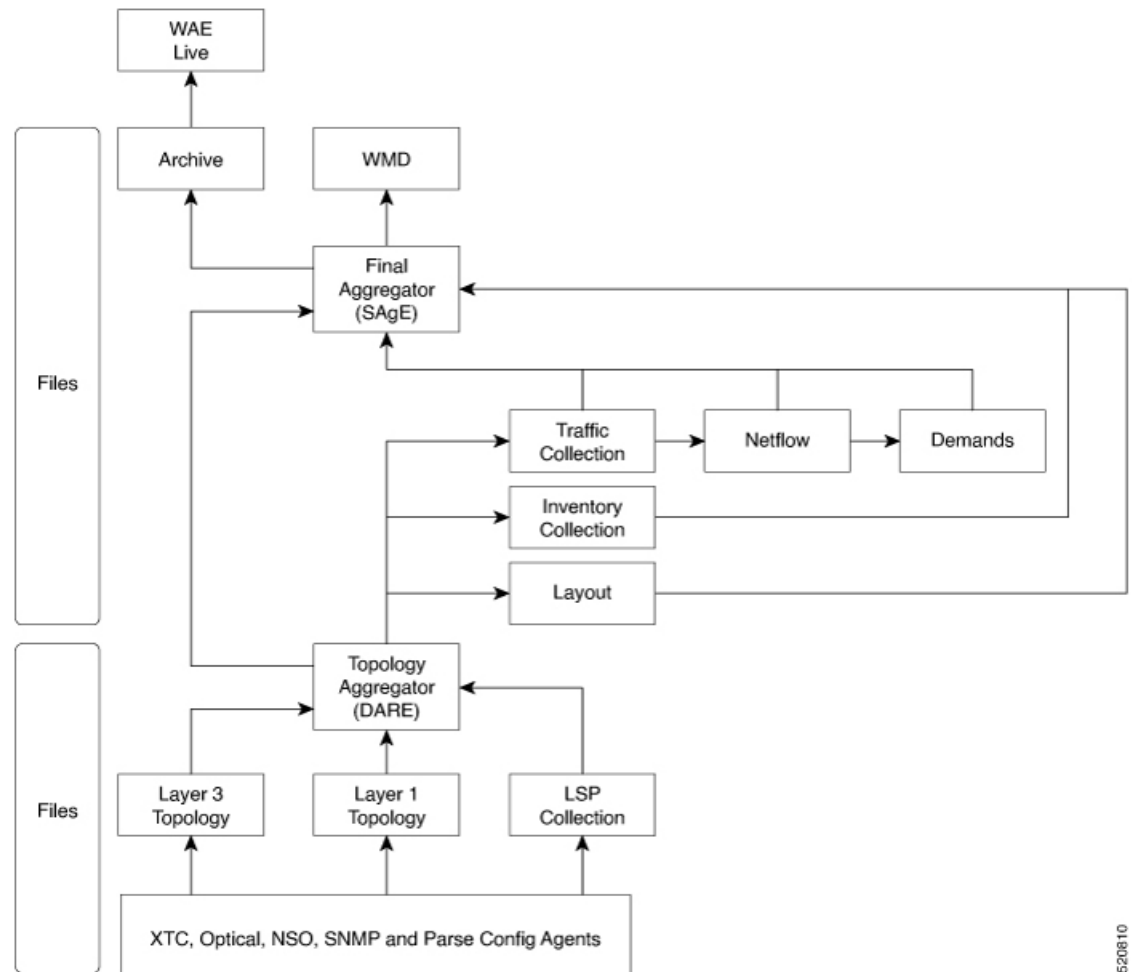 WAE
Live
Archive
WMD
Final
Aggregator
(SAgE)
Files
Traffic
Collection
Netflow
Demands
Inventory
Collection
Layout
Topology
Aggregator
(DARE)
Files
Layer 3
Topology
Layer 1
Topology
LSP
Collection
XTC, Optical, NSO, SNMP and Parse Config Agents
520810